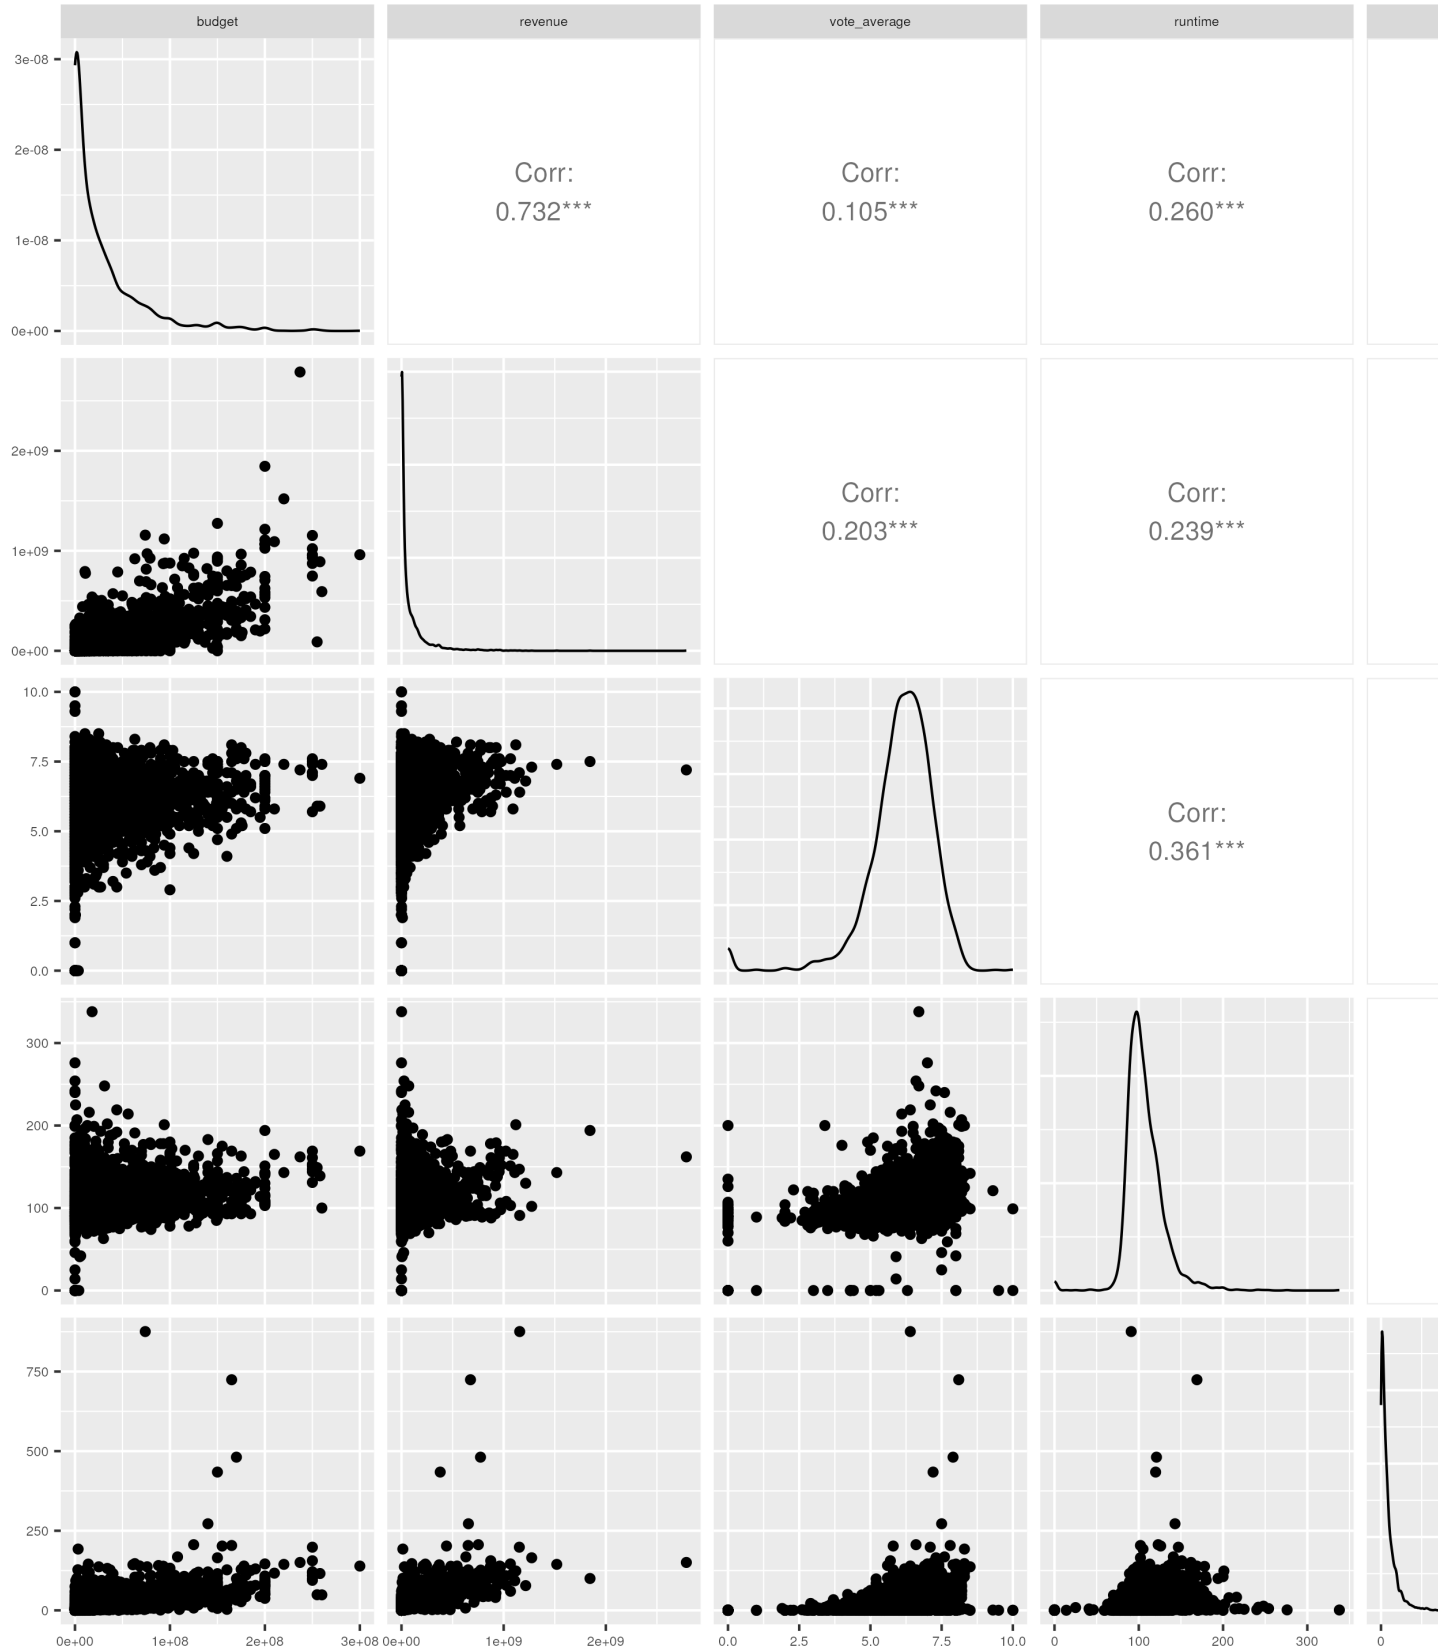 budget revenue vote_average runtime
3e-08
2e-08
1e-08
0e+00
Corr:
0.732***
Corr:
0.105***
Corr:
0.260***
2e+09
1e+09
0e+00
Corr:
0.203***
Corr:
0.239***
10.0
7.5
5.0
2.5
0.0
Corr:
0.361***
300
200
100
0
750
500
250
0
0e+00 1e+08 2e+08 3e+08 0e+00 1e+09 2e+09 0.0 2.5 5.0 7.5 10.0 0 100 200 300 0